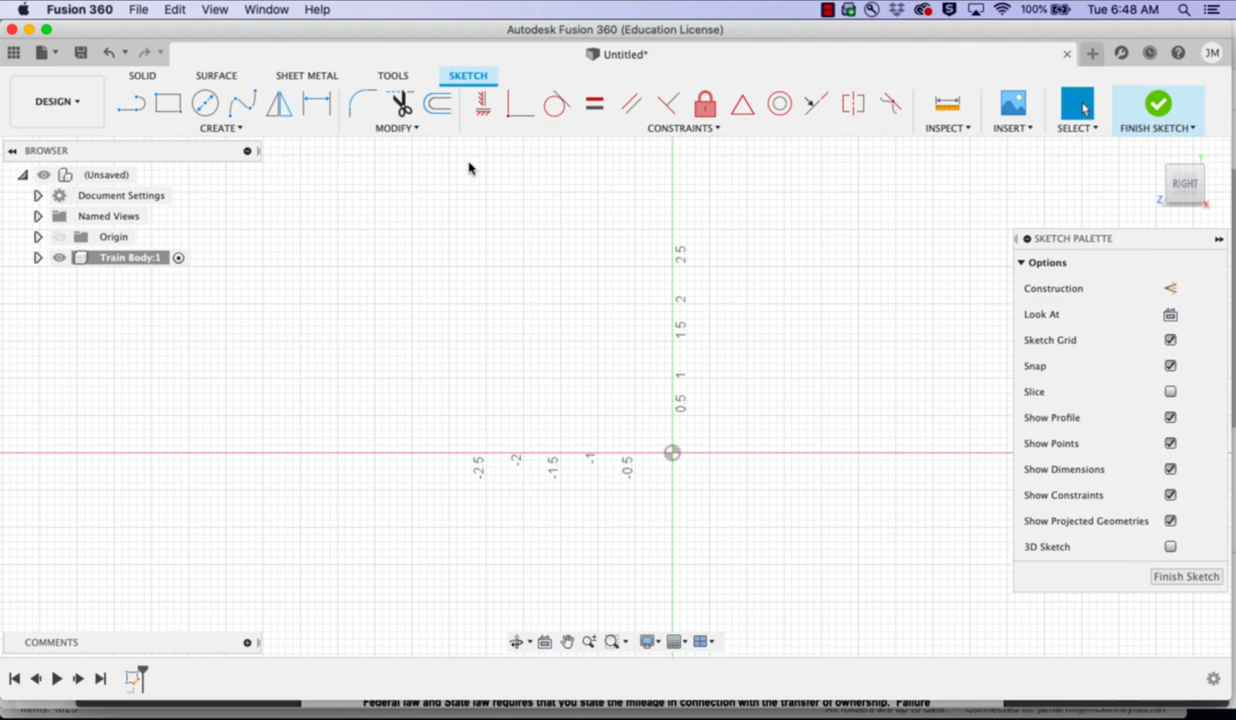 Fusion 360 File Edit View Window Help 100% Tue 6:48 AM
Autodesk Fusion 360 (Education License)
Untitled* JM
SOLID SURFACE SHEET METAL TOOLS SKETCH
DESIGN
CREATE MODIFY CONSTRAINTS INSPECT INSERT SELECT FINISH SKETCH
BROWSER
(Unsaved)
Document Settings
Named Views
Origin
Train Body:1
RIGHT
Y
Z
X
2.5
2
1.5
1
0.5
-2.5 -2 -1.5 -1 -0.5
SKETCH PALETTE
Options
Construction
Look At
Sketch Grid
Snap
Slice
Show Profile
Show Points
Show Dimensions
Show Constraints
Show Projected Geometries
3D Sketch
Finish Sketch
COMMENTS
Federal law and State law requires that you state the mileage in connection with the transfer of ownership. Failure